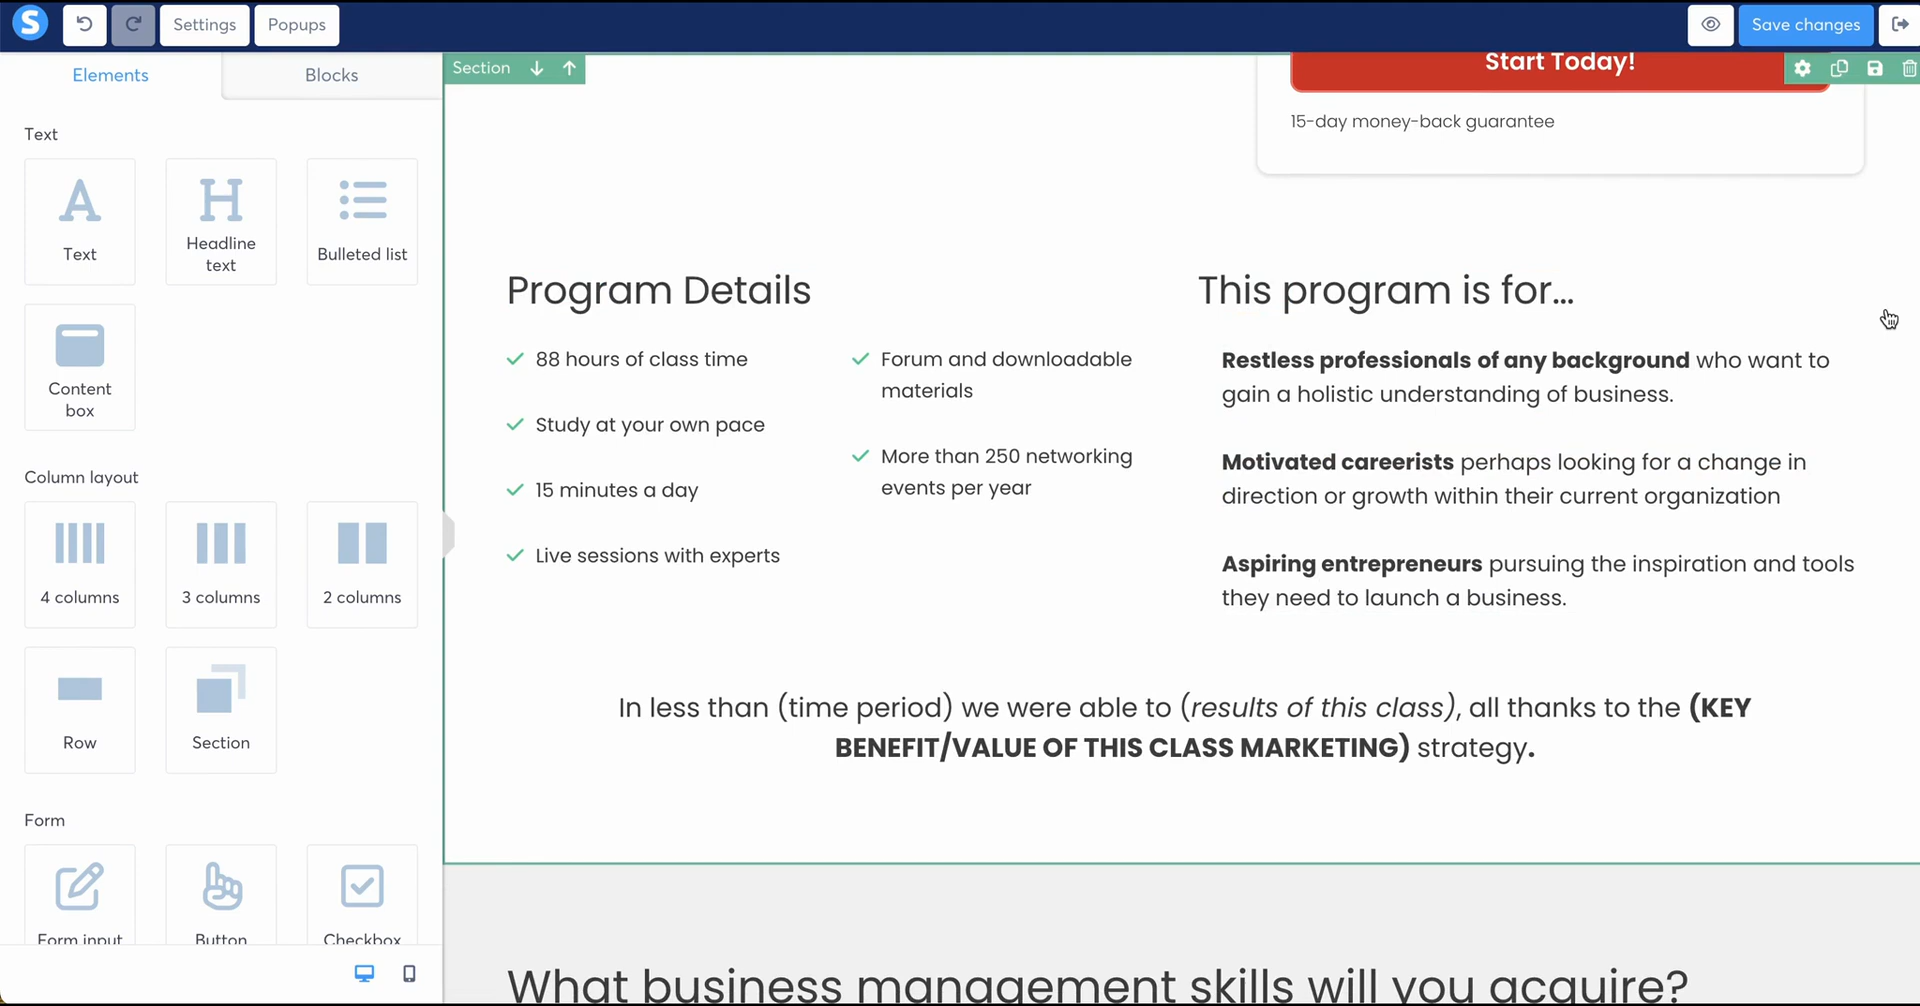 S
Settings
Popups
Save changes
Elements
Blocks
Text
Text
Headline
text
Bulleted list
Content
box
Column layout
4 columns
3 columns
2 columns
Row
Section
Form
Form input
Button
Checkbox
Section
Start Today!
15-day money-back guarantee
Program Details
88 hours of class time
Study at your own pace
15 minutes a day
Live sessions with experts
Forum and downloadable
materials
More than 250 networking
events per year
This program is for...
Restless professionals of any background who want to
gain a holistic understanding of business.
Motivated careerists perhaps looking for a change in
direction or growth within their current organization
Aspiring entrepreneurs pursuing the inspiration and tools
they need to launch a business.
In less than (time period) we were able to (results of this class), all thanks to the (KEY
BENEFIT/VALUE OF THIS CLASS MARKETING) strategy.
What business management skills will you acquire?